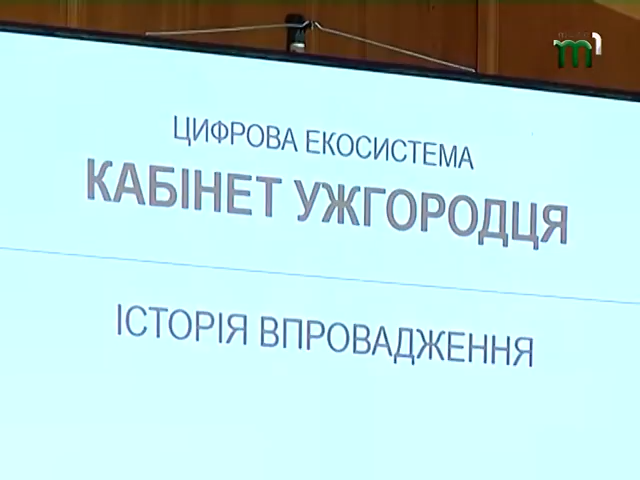 ЦИФРОВА ЕКОСИСТЕМА
КАБІНЕТ УЖГОРОДЦЯ
ІСТОРІЯ ВПРОВАДЖЕННЯ